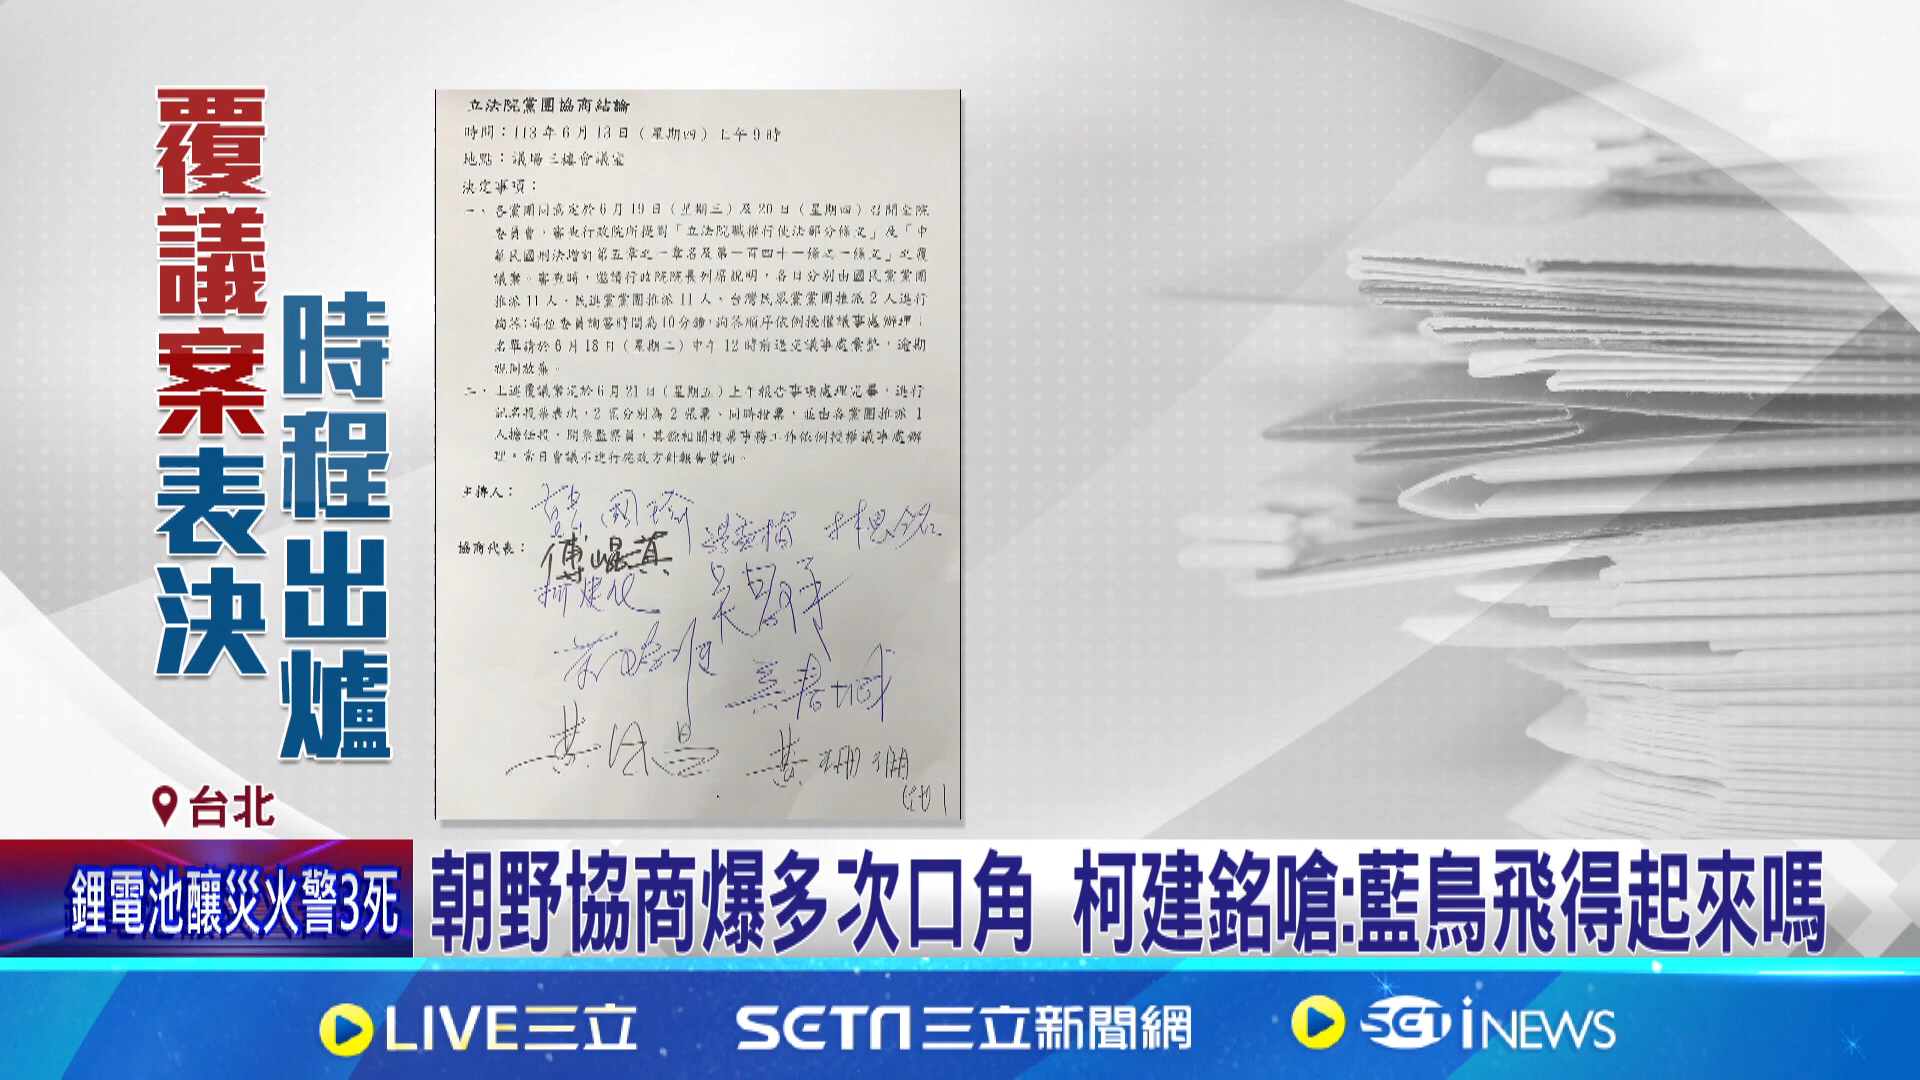 覆議案表決
時程出爐
台北
立法院黨團協商結論
時間：113年6月13日（星期四）上午9時
地點：議場三樓會議室
決定事項：
一、各黨團同意定於6月19日（星期三）及20日（星期四）召開全院
委員會，審查行政院所提對「立法院職權行使法部分條文」及「中
華民國刑法增訂第五章之一章名及第一百四十一條之一條文」之覆
議案。審查時，邀請行政院院長列席說明，各日分別由國民黨黨團
推派11人、民進黨黨團推派11人、台灣民眾黨黨團推派2人進行
詢答；每位委員詢答時間為10分鐘，詢答順序依例授權議事處辦理；
名單請於6月18日（星期二）中午12時前送交議事處彙整，逾期
視同放棄。
二、上述覆議案定於6月21日（星期五）上午報告事項處理完畢，進行
記名投票表決，2案分別為2張票、同時投票，並由各黨團推派1
人擔任投、開票監察員，其餘相關投票事務工作依例授權議事處辦
理。當日會議不進行施政方針報告質詢。
主持人：
韓國瑜
洪孟楷
林思銘
協商代表：
傅崐萁
黃國昌
黃珊珊
鋰電池釀災火警3死
朝野協商爆多次口角 柯建銘嗆:藍鳥飛得起來嗎
LIVE三立
SETN三立新聞網
SET iNEWS